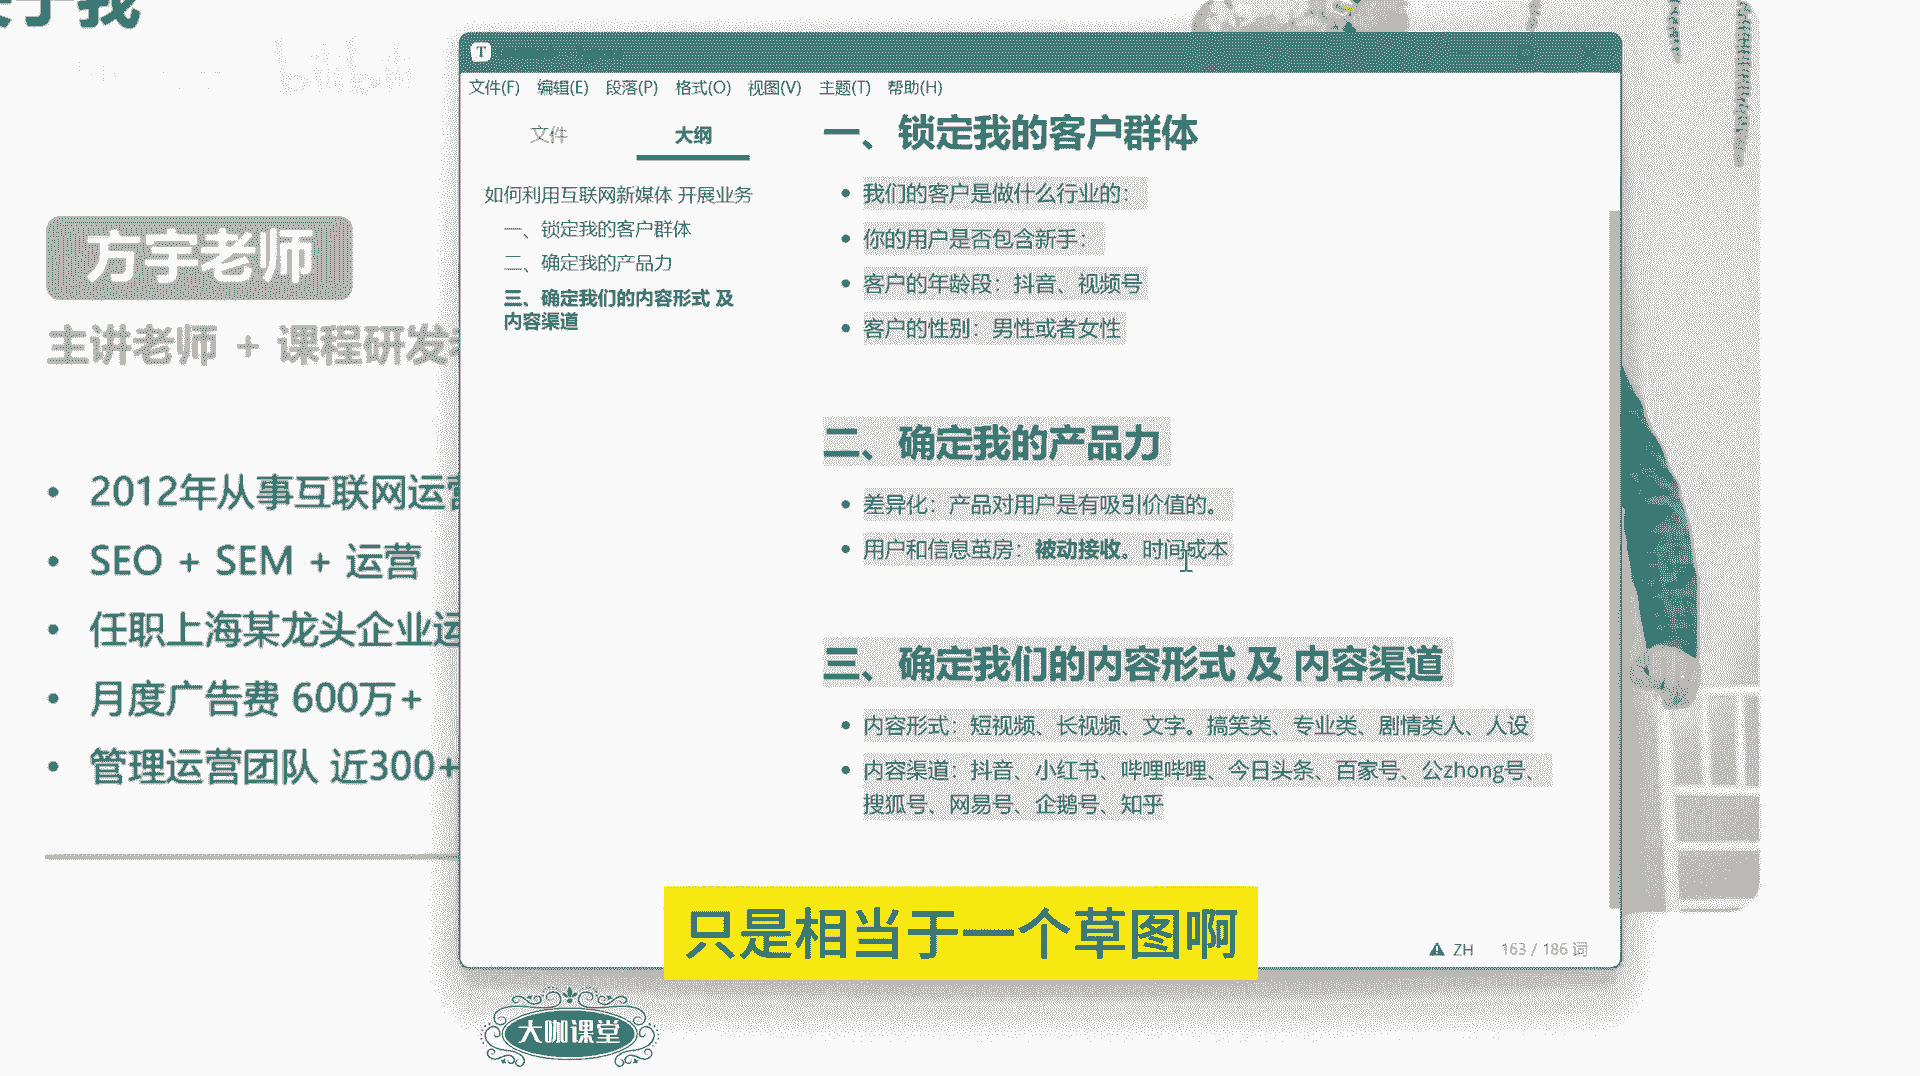 于我
bilibili
方宇老师
主讲老师 + 课程研发
2012年从事互联网运营
SEO + SEM + 运营
任职上海某龙头企业运
月度广告费 600万+
管理运营团队 近300+
T
文件(F) 编辑(E) 段落(P) 格式(O) 视图(V) 主题(T) 帮助(H)
文件 大纲
如何利用互联网新媒体 开展业务
一、锁定我的客户群体
二、确定我的产品力
三、确定我们的内容形式 及
内容渠道
一、锁定我的客户群体
我们的客户是做什么行业的：
你的用户是否包含新手：
客户的年龄段：抖音、视频号
客户的性别：男性或者女性
二、确定我的产品力
差异化：产品对用户是有吸引价值的。
用户和信息茧房：被动接收。时间成本
三、确定我们的内容形式 及 内容渠道
内容形式：短视频、长视频、文字。搞笑类、专业类、剧情类人、人设
内容渠道：抖音、小红书、哔哩哔哩、今日头条、百家号、公zhong号、
搜狐号、网易号、企鹅号、知乎
ZH 163 / 186 词
只是相当于一个草图啊
大咖课堂